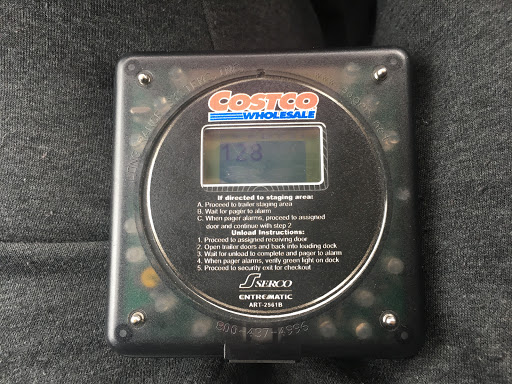 COSTCO
WHOLESALE
128
If directed to staging area:
A. Proceed to trailer staging area
B. Wait for pager to alarm
C. When pager alarms, proceed to assigned
door and continue with step 2
Unload Instructions:
1. Proceed to assigned receiving door
2. Open trailer doors and back into loading dock
3. Wait for unload to complete and pager to alarm
4. When pager alarms, verify green light on dock
5. Proceed to security exit for checkout
SERCO
ENTREMATIC
ART-2561B
800-437-4996